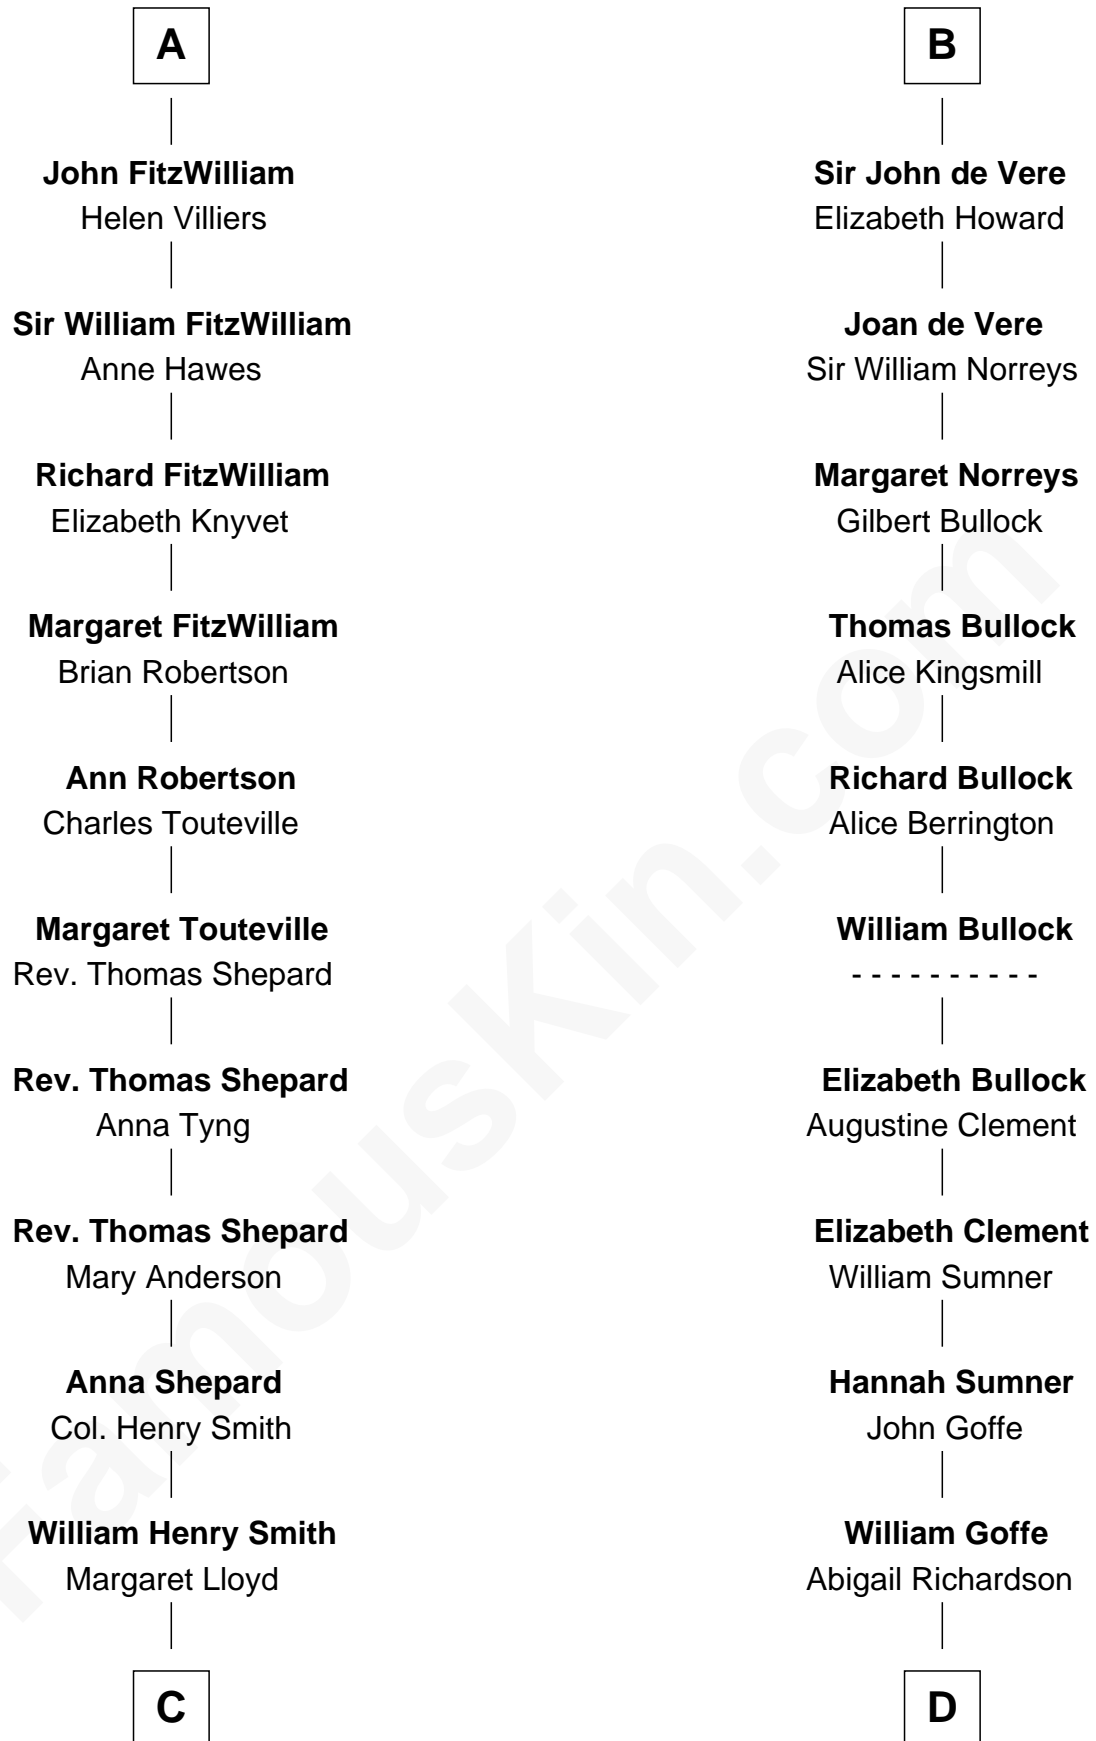 A
John FitzWilliam
Helen Villiers
Sir William FitzWilliam
Anne Hawes
Richard FitzWilliam
Elizabeth Knyvet
Margaret FitzWilliam
Brian Robertson
Ann Robertson
Charles Touteville
Margaret Touteville
Rev. Thomas Shepard
Rev. Thomas Shepard
Anna Tyng
Rev. Thomas Shepard
Mary Anderson
Anna Shepard
Col. Henry Smith
William Henry Smith
Margaret Lloyd
C
B
Sir John de Vere
Elizabeth Howard
Joan de Vere
Sir William Norreys
Margaret Norreys
Gilbert Bullock
Thomas Bullock
Alice Kingsmill
Richard Bullock
Alice Berrington
William Bullock
- - - - - - - - - -
Elizabeth Bullock
Augustine Clement
Elizabeth Clement
William Sumner
Hannah Sumner
John Goffe
William Goffe
Abigail Richardson
D
FamousKin.com